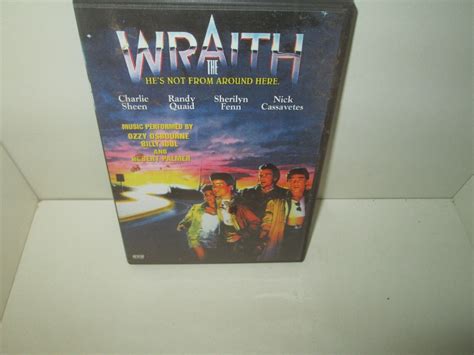 THE
WRAITH
HE'S NOT FROM AROUND HERE.
Charlie Sheen
Randy Quaid
Sherilyn Fenn
Nick Cassavetes
MUSIC PERFORMED BY
OZZY OSBOURNE
BILLY IDOL
AND
ROBERT PALMER